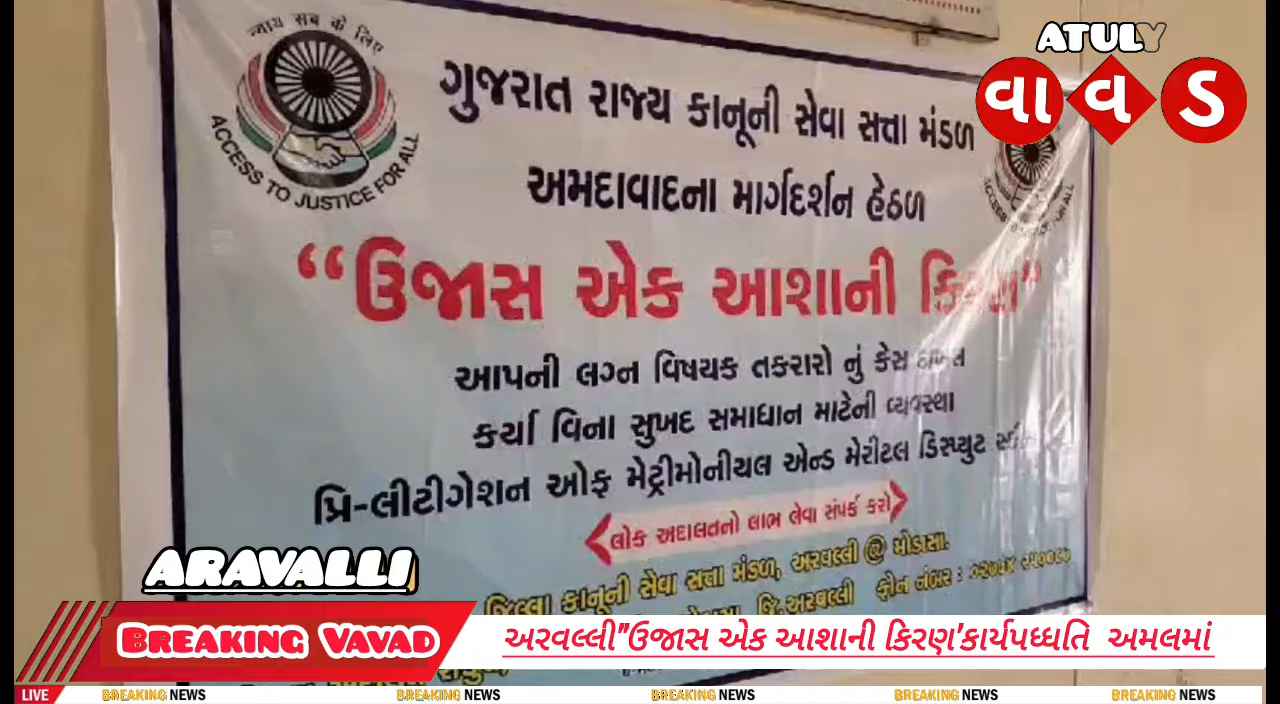 ATULY
વાવડ
न्याय सब के लिए
ACCESS TO JUSTICE FOR ALL
ગુજરાત રાજ્ય કાનૂની સેવા સત્તા મંડળ
અમદાવાદના માર્ગદર્શન હેઠળ
“ઉજાસ એક આશાની કિરણ”
આપની લગ્ન વિષયક તકરારો નું કેસ
કર્યા વિના સુખદ સમાધાન માટેની વ્યવસ્થા
પ્રિ-લીટીગેશન ઓફ મેટ્રીમોનીયલ એન્ડ મેરીટલ ડિસ્પ્યુટ
લોક અદાલતનો લાભ લેવા સંપર્ક કરો
જિલ્લા કાનૂની સેવા સત્તા મંડળ, અરવલ્લી @ મોડાસા.
જિ.અરવલ્લી ફોન નંબર :
ARAVALLI
BREAKING VAVAD
અરવલ્લી"ઉજાસ એક આશાની કિરણ'કાર્યપધ્ધતિ અમલમાં
LIVE BREAKING NEWS BREAKING NEWS BREAKING NEWS BREAKING NEWS BREAKING NEWS